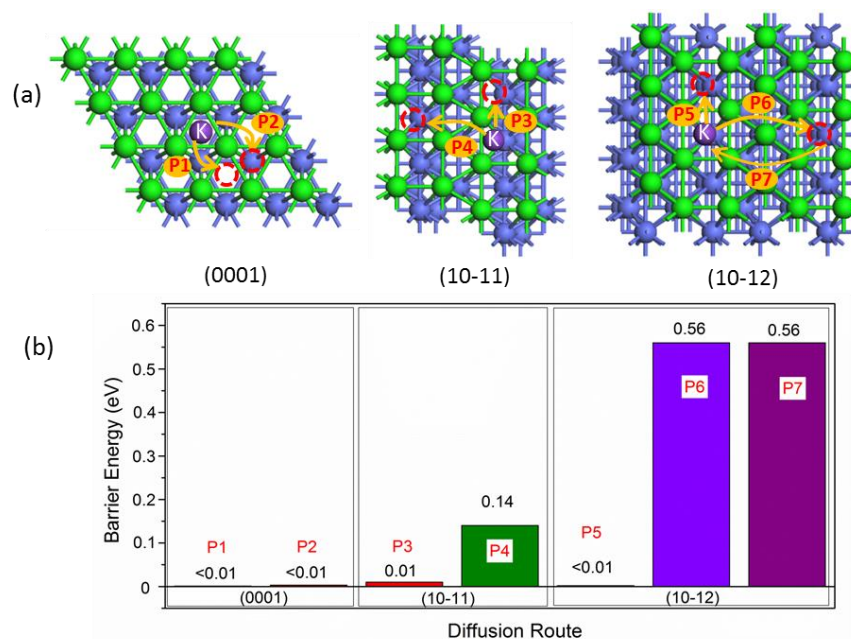 (a)
K
P1
P2
K
P3
P4
K
P5
P6
P7
(0001)
(10-11)
(10-12)
(b)
Barrier Energy (eV)
0.6
0.5
0.4
0.3
0.2
0.1
0
P1
<0.01
P2
<0.01
P3
0.01
0.14
P4
P5
<0.01
0.56
P6
0.56
P7
(0001)
(10-11)
(10-12)
Diffusion Route